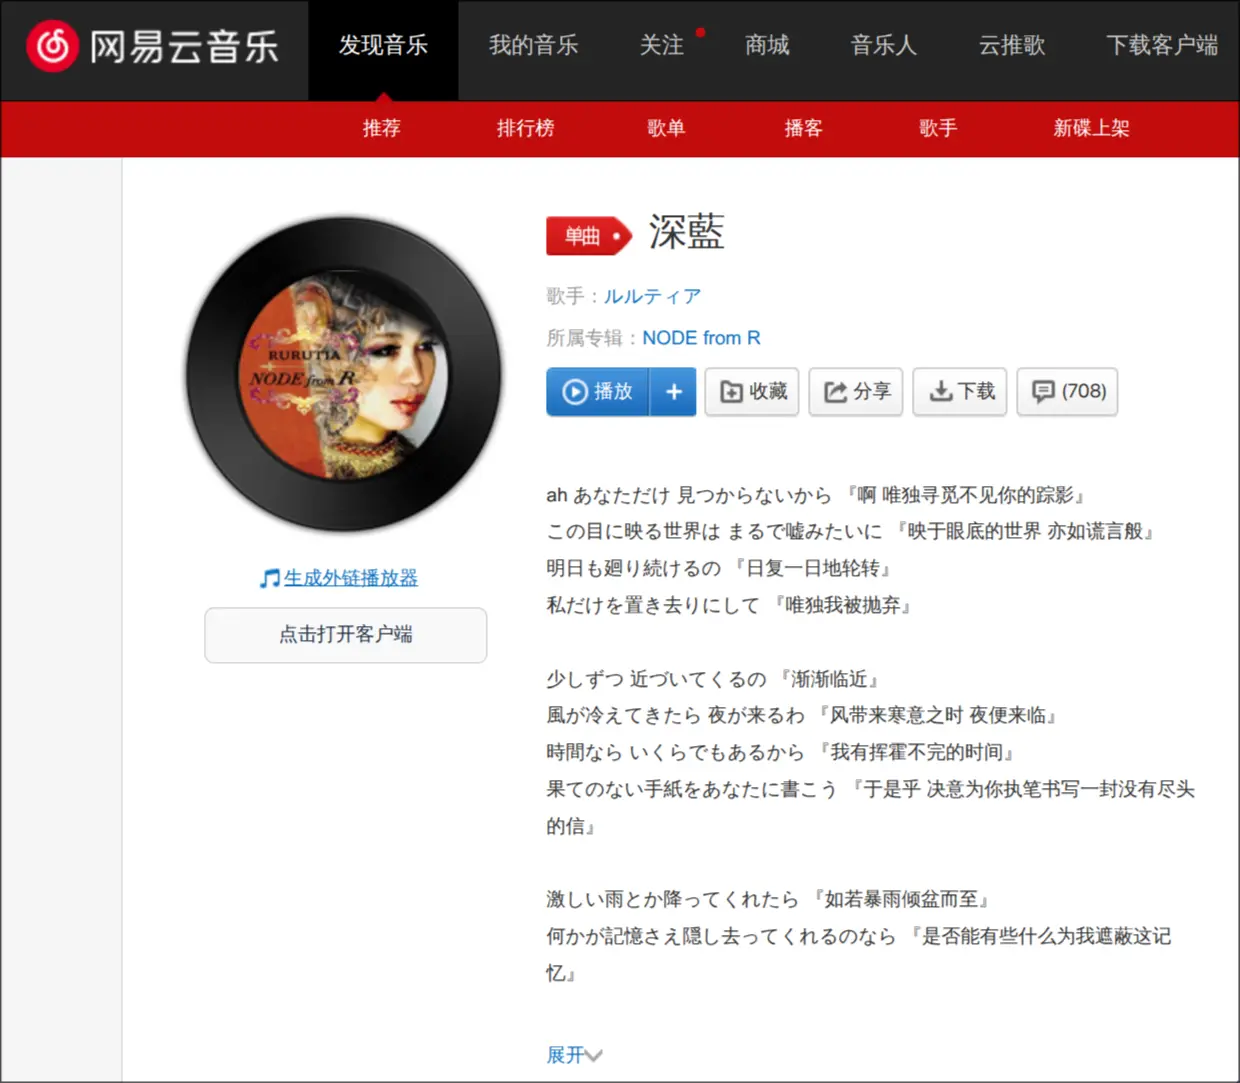 网易云音乐
发现音乐 我的音乐 关注 商城 音乐人 云推歌 下载客户端
推荐 排行榜 歌单 播客 歌手 新碟上架
单曲 深藍
歌手：ルルティア
所属专辑：NODE from R
播放 + 收藏 分享 下载 (708)
RURUTIA
NODE from R
生成外链播放器
点击打开客户端
ah あなただけ 見つからないから 『啊 唯独寻觅不见你的踪影』
この目に映る世界は まるで嘘みたいに 『映于眼底的世界 亦如谎言般』
明日も廻り続けるの 『日复一日地轮转』
私だけを置き去りにして 『唯独我被抛弃』
少しずつ 近づいてくるの 『渐渐临近』
風が冷えてきたら 夜が来るわ 『风带来寒意之时 夜便来临』
時間なら いくらでもあるから 『我有挥霍不完的时间』
果てのない手紙をあなたに書こう 『于是乎 决意为你执笔书写一封没有尽头
的信』
激しい雨とか降ってくれたら 『如若暴雨倾盆而至』
何かが記憶さえ隠し去ってくれるのなら 『是否能有些什么为我遮蔽这记
忆』
展开